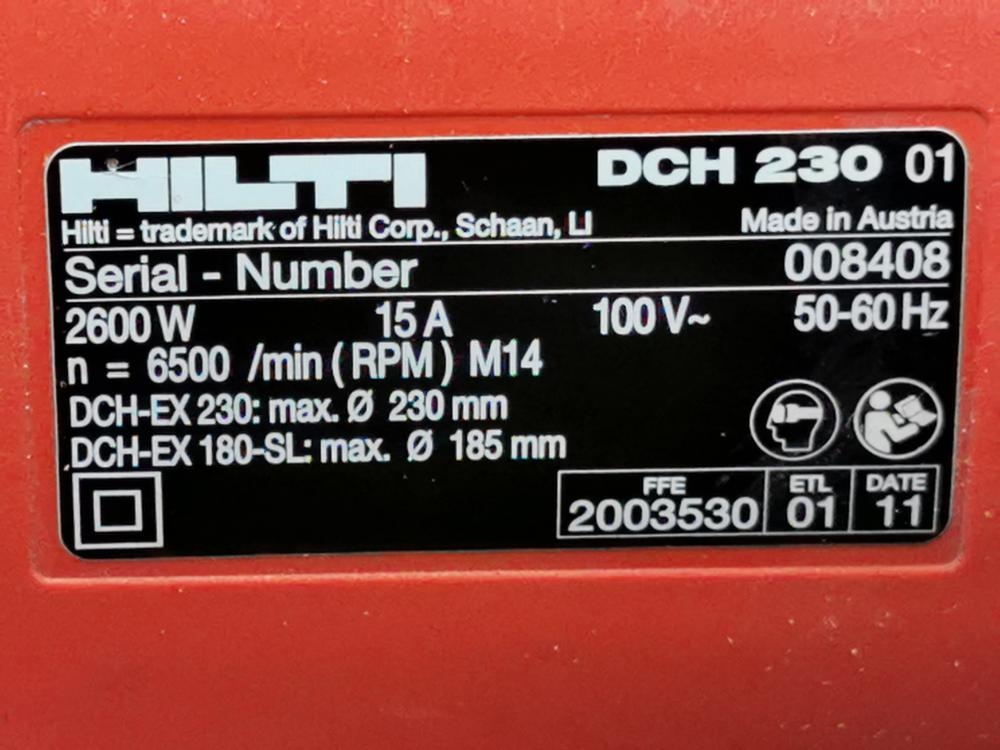 HILTI DCH 230 01
Hilti = trademark of Hilti Corp., Schaan, LI Made in Austria
Serial - Number 008408
2600 W 15 A 100 V~ 50-60 Hz
n = 6500 /min ( RPM ) M14
DCH-EX 230: max. Ø 230 mm
DCH-EX 180-SL: max. Ø 185 mm
FFE ETL DATE
2003530 01 11